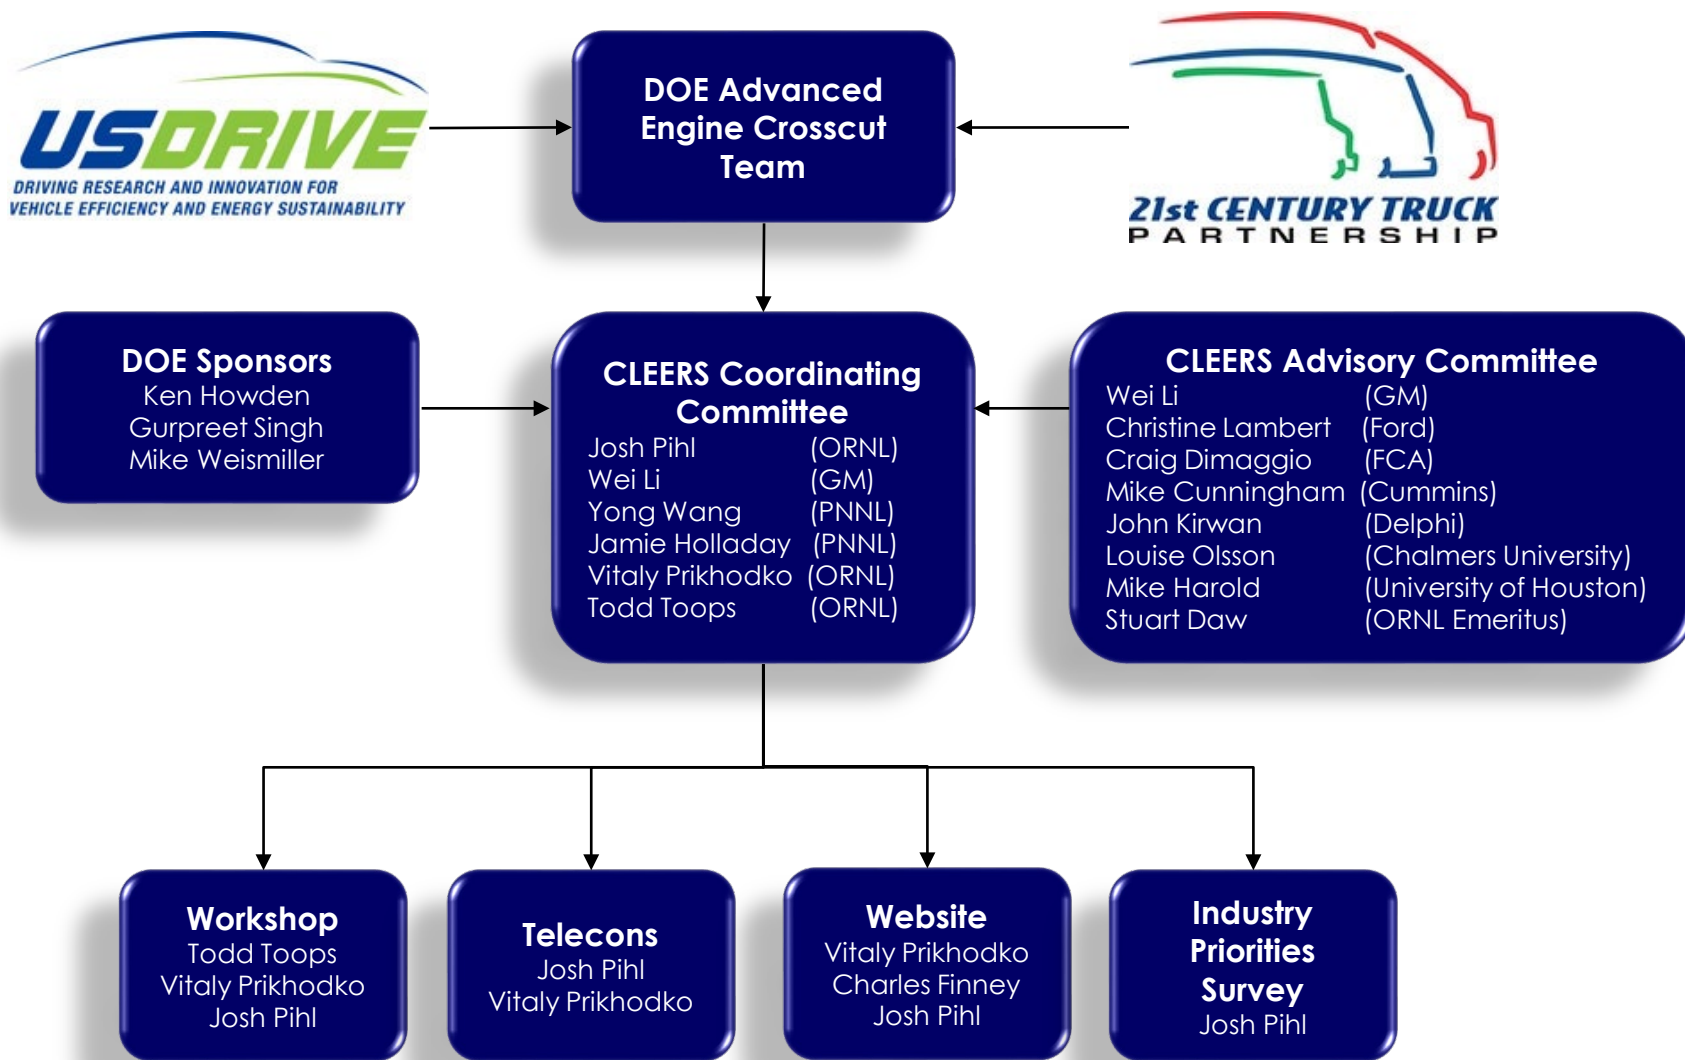 USDRIVE
DRIVING RESEARCH AND INNOVATION FOR
VEHICLE EFFICIENCY AND ENERGY SUSTAINABILITY
DOE Advanced
Engine Crosscut
Team
21st CENTURY TRUCK
PARTNERSHIP
DOE Sponsors
Ken Howden
Gurpreet Singh
Mike Weismiller
CLEERS Coordinating
Committee
Josh Pihl (ORNL)
Wei Li (GM)
Yong Wang (PNNL)
Jamie Holladay (PNNL)
Vitaly Prikhodko (ORNL)
Todd Toops (ORNL)
CLEERS Advisory Committee
Wei Li (GM)
Christine Lambert (Ford)
Craig Dimaggio (FCA)
Mike Cunningham (Cummins)
John Kirwan (Delphi)
Louise Olsson (Chalmers University)
Mike Harold (University of Houston)
Stuart Daw (ORNL Emeritus)
Workshop
Todd Toops
Vitaly Prikhodko
Josh Pihl
Telecons
Josh Pihl
Vitaly Prikhodko
Website
Vitaly Prikhodko
Charles Finney
Josh Pihl
Industry
Priorities
Survey
Josh Pihl